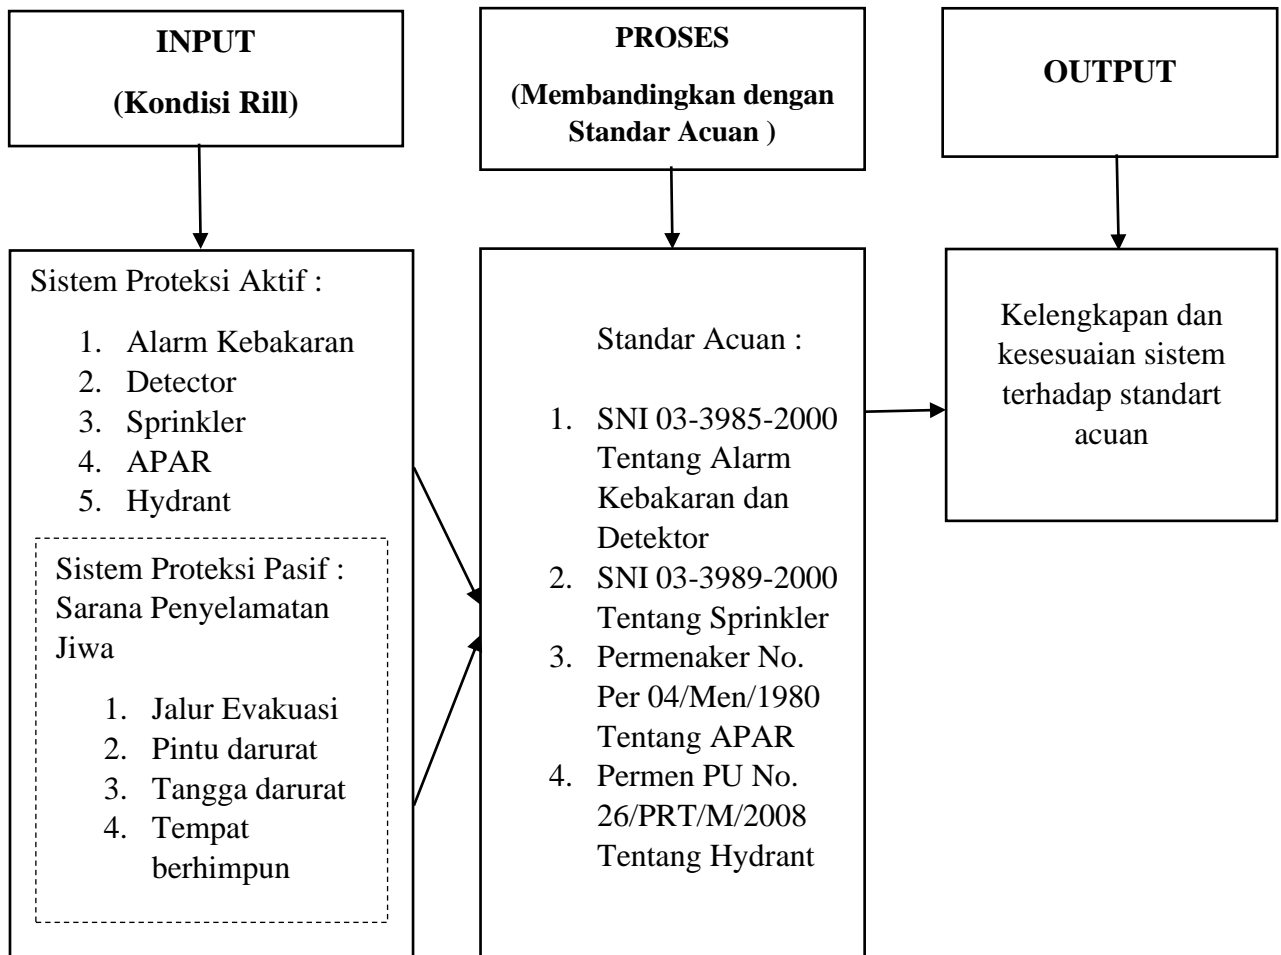 INPUT
(Kondisi Rill)
PROSES
(Membandingkan dengan
Standar Acuan )
OUTPUT
Sistem Proteksi Aktif :
1. Alarm Kebakaran
2. Detector
3. Sprinkler
4. APAR
5. Hydrant
Sistem Proteksi Pasif :
Sarana Penyelamatan
Jiwa
1. Jalur Evakuasi
2. Pintu darurat
3. Tangga darurat
4. Tempat
berhimpun
Standar Acuan :
1. SNI 03-3985-2000
Tentang Alarm
Kebakaran dan
Detektor
2. SNI 03-3989-2000
Tentang Sprinkler
3. Permenaker No.
Per 04/Men/1980
Tentang APAR
4. Permen PU No.
26/PRT/M/2008
Tentang Hydrant
Kelengkapan dan
kesesuaian sistem
terhadap standart
acuan